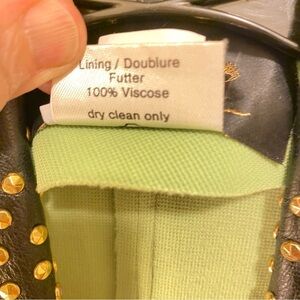 Lining / Doublure
Futter
100% Viscose
dry clean only